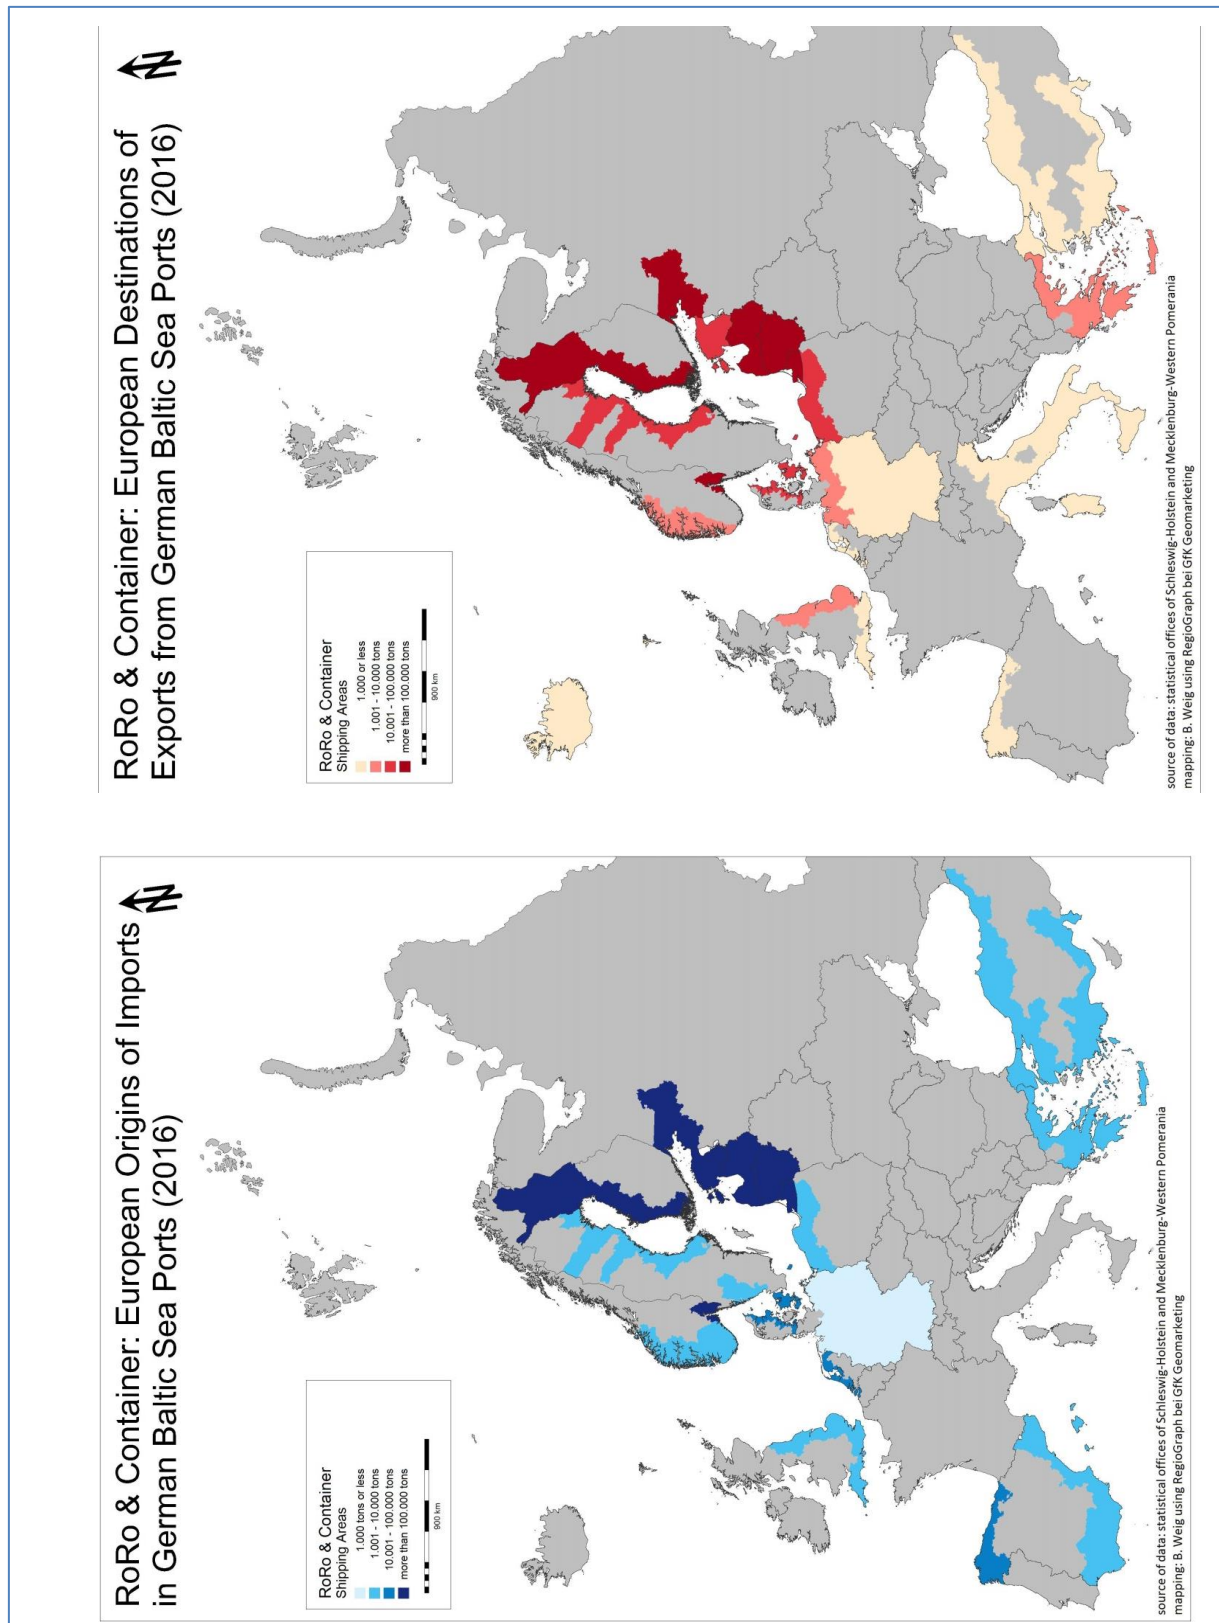 RoRo & Container: European Origins of Imports
in German Baltic Sea Ports (2016)
N
RoRo & Container
Shipping Areas
1.000 tons or less
1.001 - 10.000 tons
10.001 - 100.000 tons
more than 100.000 tons
900 km
source of data: statistical offices of Schleswig-Holstein and Mecklenburg-Western Pomerania
mapping: B. Weig using RegioGraph bei GfK Geomarketing
RoRo & Container: European Destinations of
Exports from German Baltic Sea Ports (2016)
N
RoRo & Container
Shipping Areas
1.000 or less
1.001 - 10.000 tons
10.001 - 100.000 tons
more than 100.000 tons
900 km
source of data: statistical offices of Schleswig-Holstein and Mecklenburg-Western Pomerania
mapping: B. Weig using RegioGraph bei GfK Geomarketing